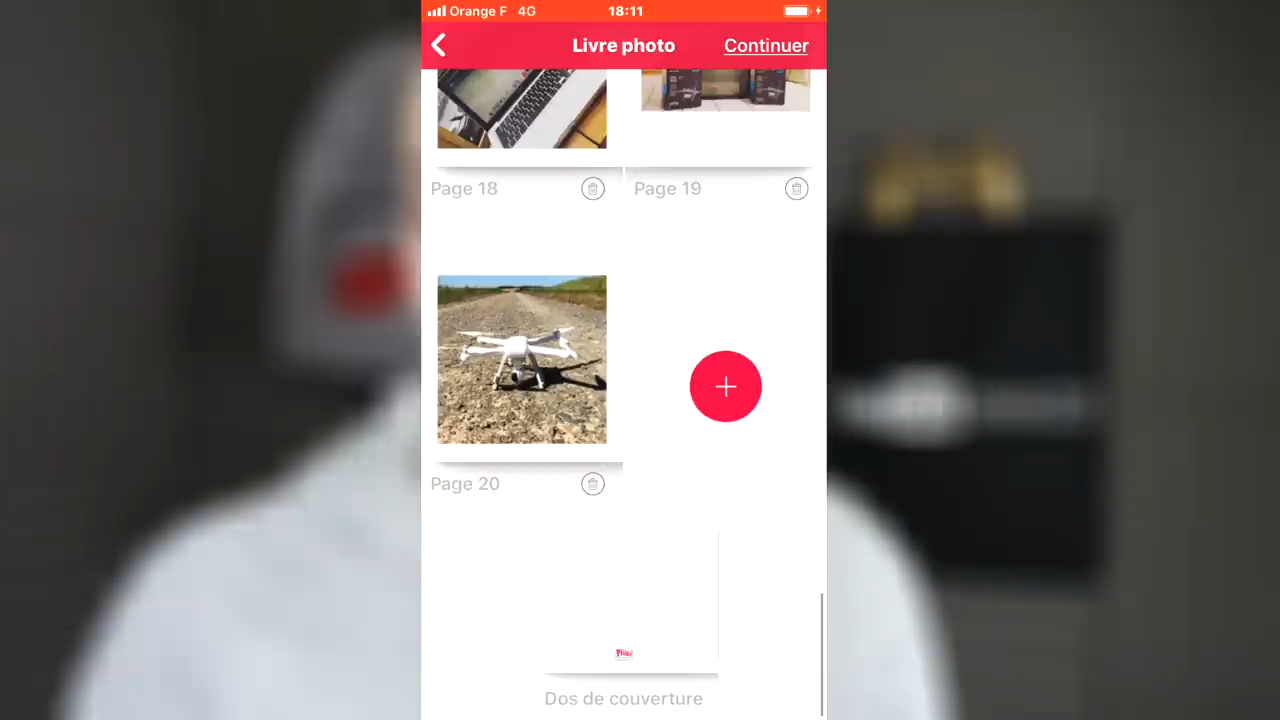 Orange F 4G 18:11
Livre photo Continuer
Page 18 Page 19
Page 20
Dos de couverture